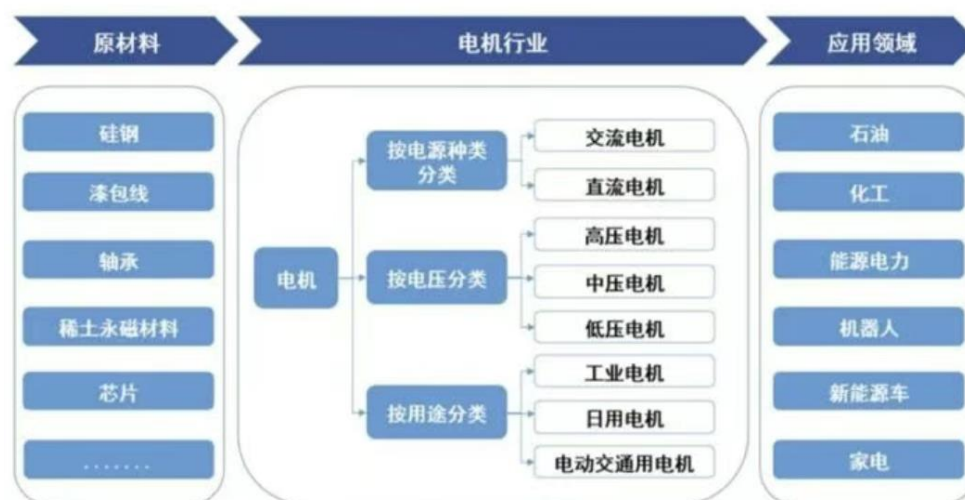 原材料
电机行业
应用领域
硅钢
漆包线
轴承
稀土永磁材料
芯片
.......
电机
按电源种类
分类
交流电机
直流电机
按电压分类
高压电机
中压电机
低压电机
按用途分类
工业电机
日用电机
电动交通用电机
石油
化工
能源电力
机器人
新能源车
家电